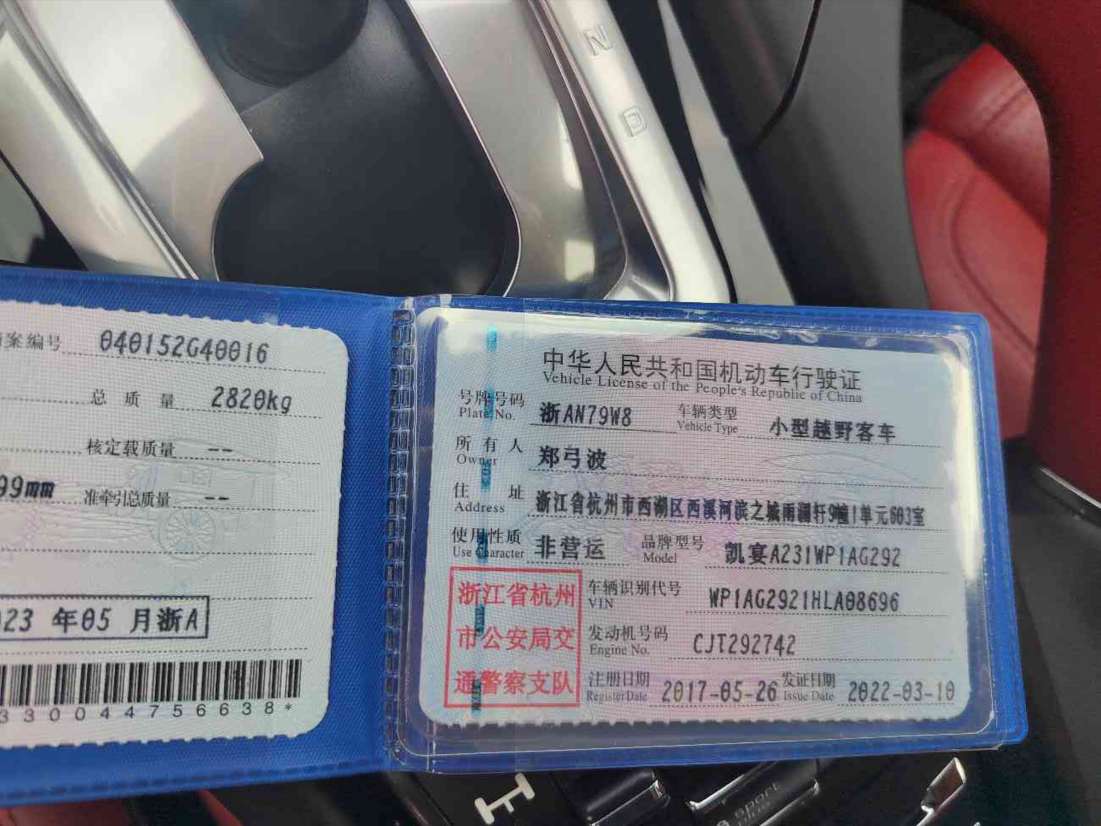 N
D
案编号 040152G40016
总质量 2820kg
核定载质量 --
99mm 准牵引总质量 --
23 年05 月浙A
3300044756638*
中华人民共和国机动车行驶证
Vehicle License of the People's Republic of China
号牌号码 浙AN79W8 车辆类型 小型越野客车
Plate No. Vehicle Type
所有人 郑弓波
Owner
住址 浙江省杭州市西湖区西溪河滨之城雨澜轩9幢1单元603室
Address
使用性质 非营运 品牌型号 凯宴A231WP1AG292
Use Character Model
浙江省杭州
市公安局交
通警察支队
车辆识别代号 WP1AG2921HLA08696
VIN
发动机号码 CJT292742
Engine No.
注册日期 2017-05-26 发证日期 2022-03-10
Register Date Issue Date
SPORT